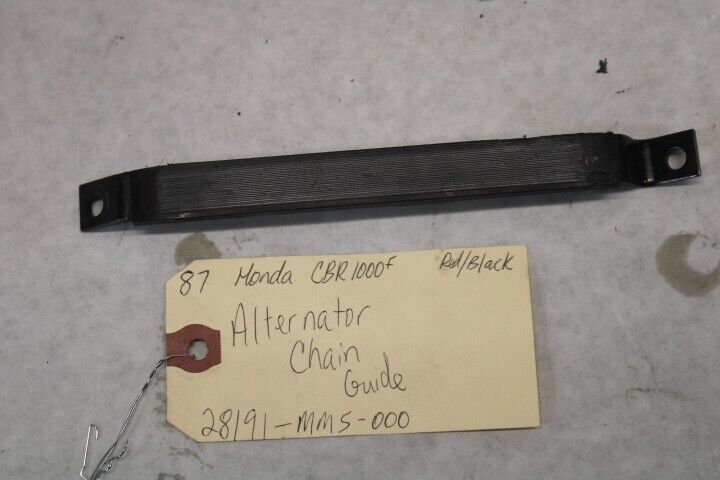 87 Honda CBR1000f Red/Black
Alternator
Chain
Guide
28191-MM5-000